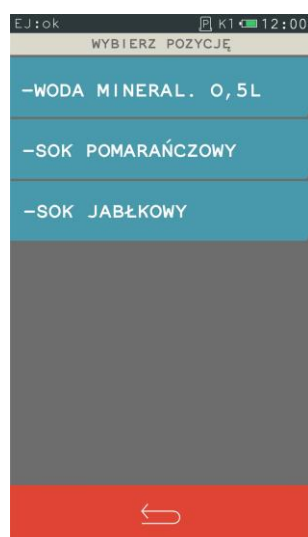 EJ:ok P K1 12:00
WYBIERZ POZYCJĘ
-WODA MINERAL. 0,5L
-SOK POMARAŃCZOWY
-SOK JABŁKOWY